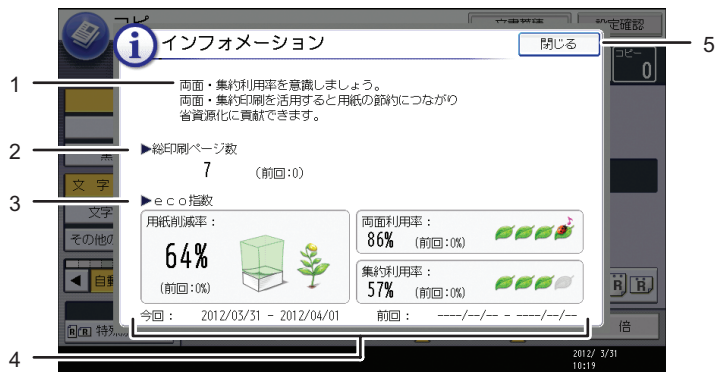 コピ
文書蓄積
設定確認
コピー
0
i
インフォメーション
閉じる
5
1
両面・集約利用率を意識しましょう。
両面・集約印刷を活用すると用紙の節約につながり
省資源化に貢献できます。
2
▶総印刷ページ数
7 (前回:0)
3
▶eco指数
文 字
文字
その他の
自動
用紙削減率：
64%
(前回:0%)
両面利用率：
86% (前回:0%)
集約利用率：
57% (前回:0%)
今回： 2012/03/31 - 2012/04/01 前回： ----/--/-- - ----/--/--
倍
4
2012/ 3/31
10:19